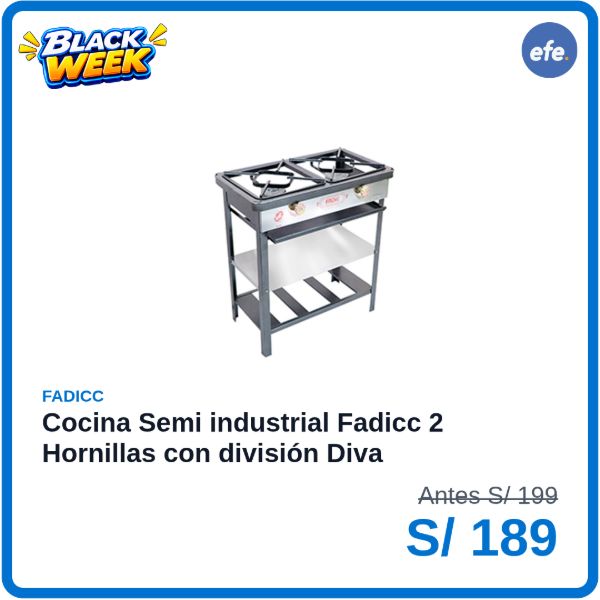 BLACK
WEEK
efe.
FADICC
Cocina Semi industrial Fadicc 2
Hornillas con división Diva
Antes S/ 199
S/ 189